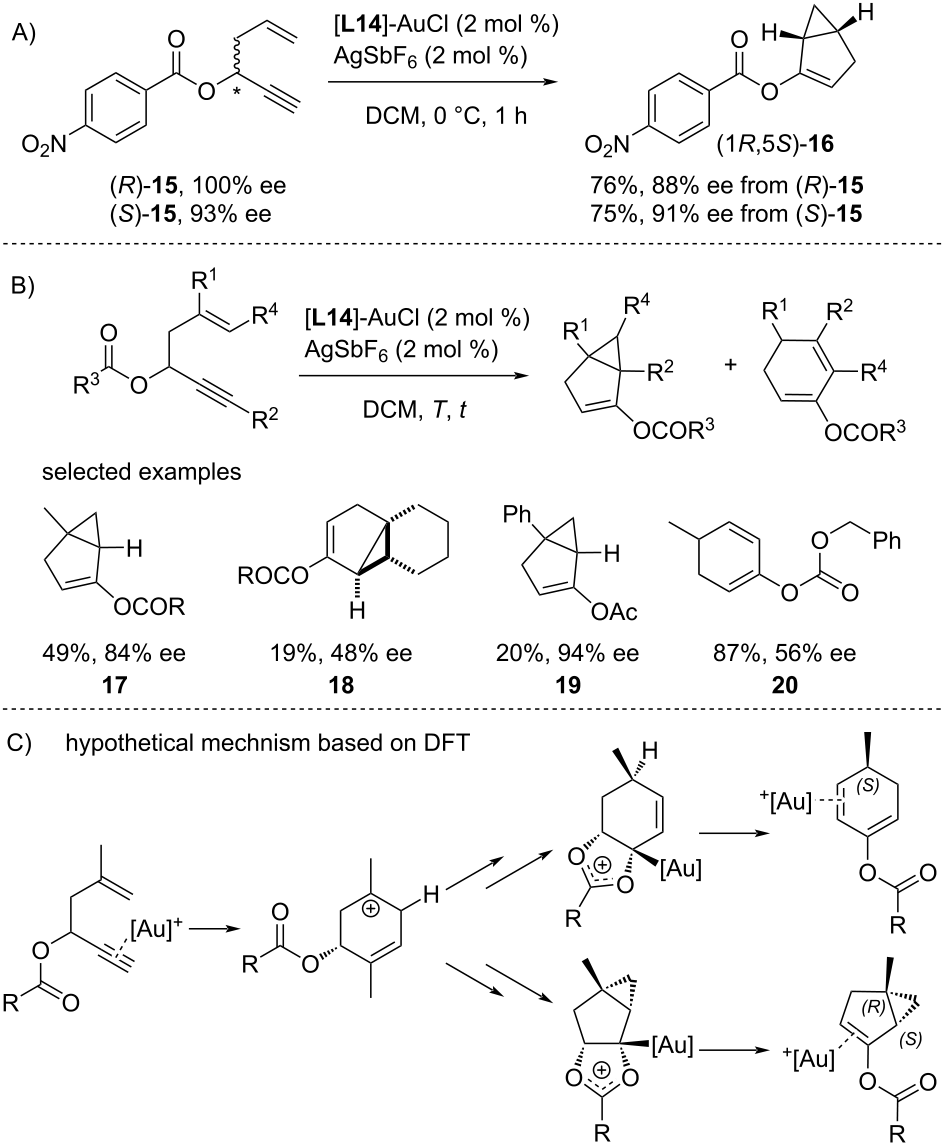 A)
O
O
*
O₂N
[L14]-AuCl (2 mol %)
AgSbF₆ (2 mol %)
DCM, 0 °C, 1 h
H
H
O
O
O₂N
(1R,5S)-16
(R)-15, 100% ee
(S)-15, 93% ee
76%, 88% ee from (R)-15
75%, 91% ee from (S)-15
B)
R¹
R⁴
O
R³
O
R²
[L14]-AuCl (2 mol %)
AgSbF₆ (2 mol %)
DCM, T, t
R⁴
R¹
R²
OCOR³
+
R¹
R²
R⁴
OCOR³
selected examples
H
OCOR
ROCO
H
Ph
H
OAc
O
Ph
O
O
49%, 84% ee
19%, 48% ee
20%, 94% ee
87%, 56% ee
17
18
19
20
C) hypothetical mechnism based on DFT
[Au]⁺
O
R
O
H
O
R
O
H
O
O
[Au]
R
⁺[Au]
(S)
O
O
R
[Au]
O
O
R
(R)
(S)
⁺[Au]
O
O
R